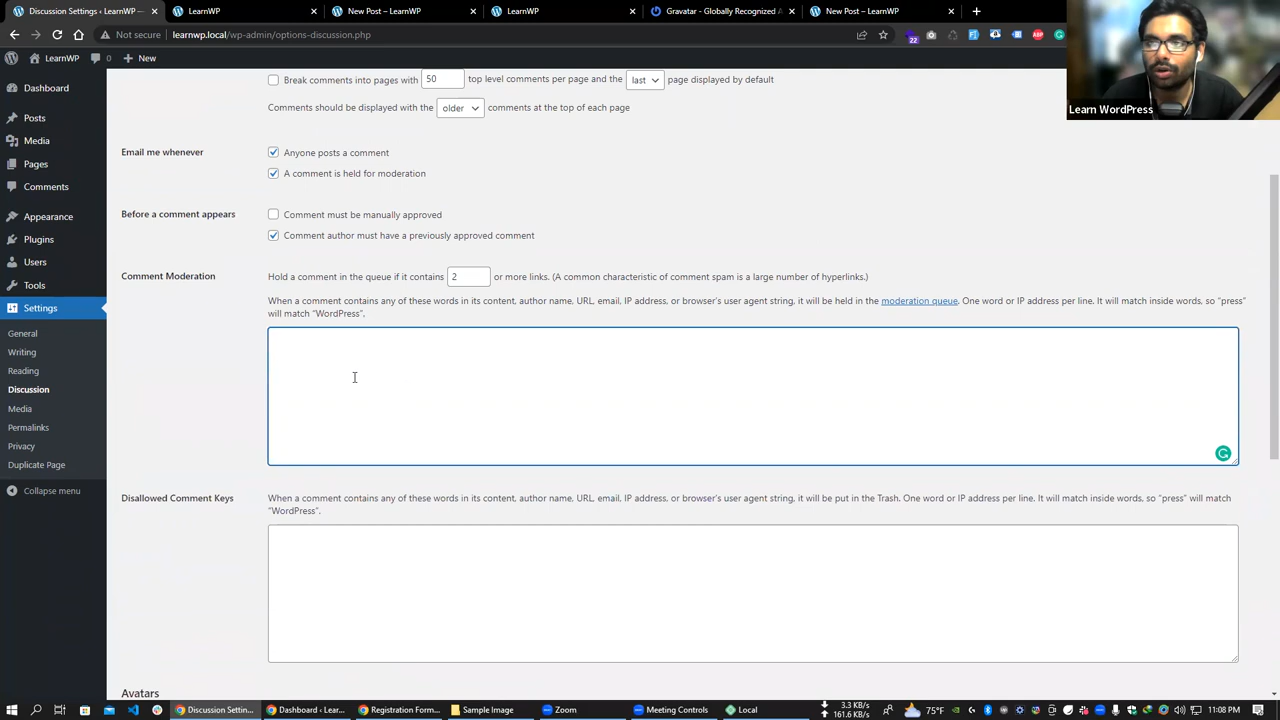 Discussion Settings ‹ LearnWP —
LearnWP
New Post – LearnWP
LearnWP
Gravatar - Globally Recognized A
New Post – LearnWP
Not secure
learnwp.local/wp-admin/options-discussion.php
22
ABP
LearnWP
0
New
Learn WordPress
Dashboard
Posts
Media
Pages
Comments
Appearance
Plugins
Users
Tools
Settings
General
Writing
Reading
Discussion
Media
Permalinks
Privacy
Duplicate Page
Collapse menu
Break comments into pages with 50 top level comments per page and the last page displayed by default
Comments should be displayed with the older comments at the top of each page
Email me whenever
Anyone posts a comment
A comment is held for moderation
Before a comment appears
Comment must be manually approved
Comment author must have a previously approved comment
Comment Moderation
Hold a comment in the queue if it contains 2 or more links. (A common characteristic of comment spam is a large number of hyperlinks.)
When a comment contains any of these words in its content, author name, URL, email, IP address, or browser's user agent string, it will be held in the moderation queue. One word or IP address per line. It will match inside words, so "press"
will match "WordPress".
Disallowed Comment Keys
When a comment contains any of these words in its content, author name, URL, email, IP address, or browser's user agent string, it will be put in the Trash. One word or IP address per line. It will match inside words, so "press" will match
"WordPress".
Avatars
Discussion Settin...
Dashboard ‹ Lear...
Registration Form...
Sample Image
Zoom
Meeting Controls
Local
3.3 KB/s
161.6 KB/s
75°F
11:08 PM